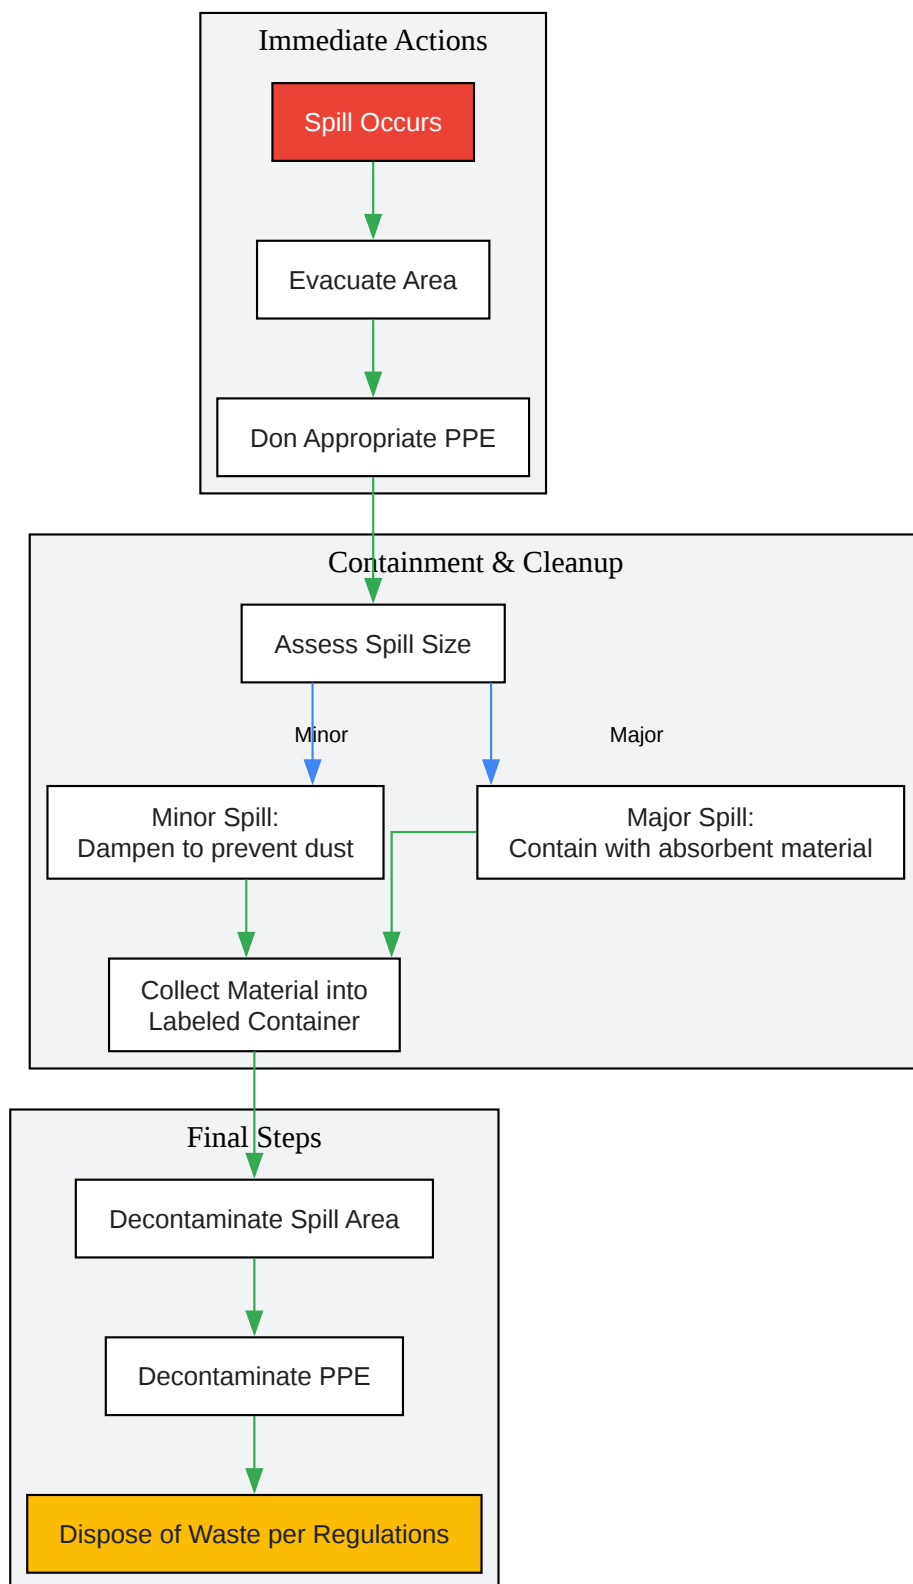 Immediate Actions
Spill Occurs
Evacuate Area
Don Appropriate PPE
Containment & Cleanup
Assess Spill Size
Minor
Major
Minor Spill:
Dampen to prevent dust
Major Spill:
Contain with absorbent material
Collect Material into
Labeled Container
Final Steps
Decontaminate Spill Area
Decontaminate PPE
Dispose of Waste per Regulations